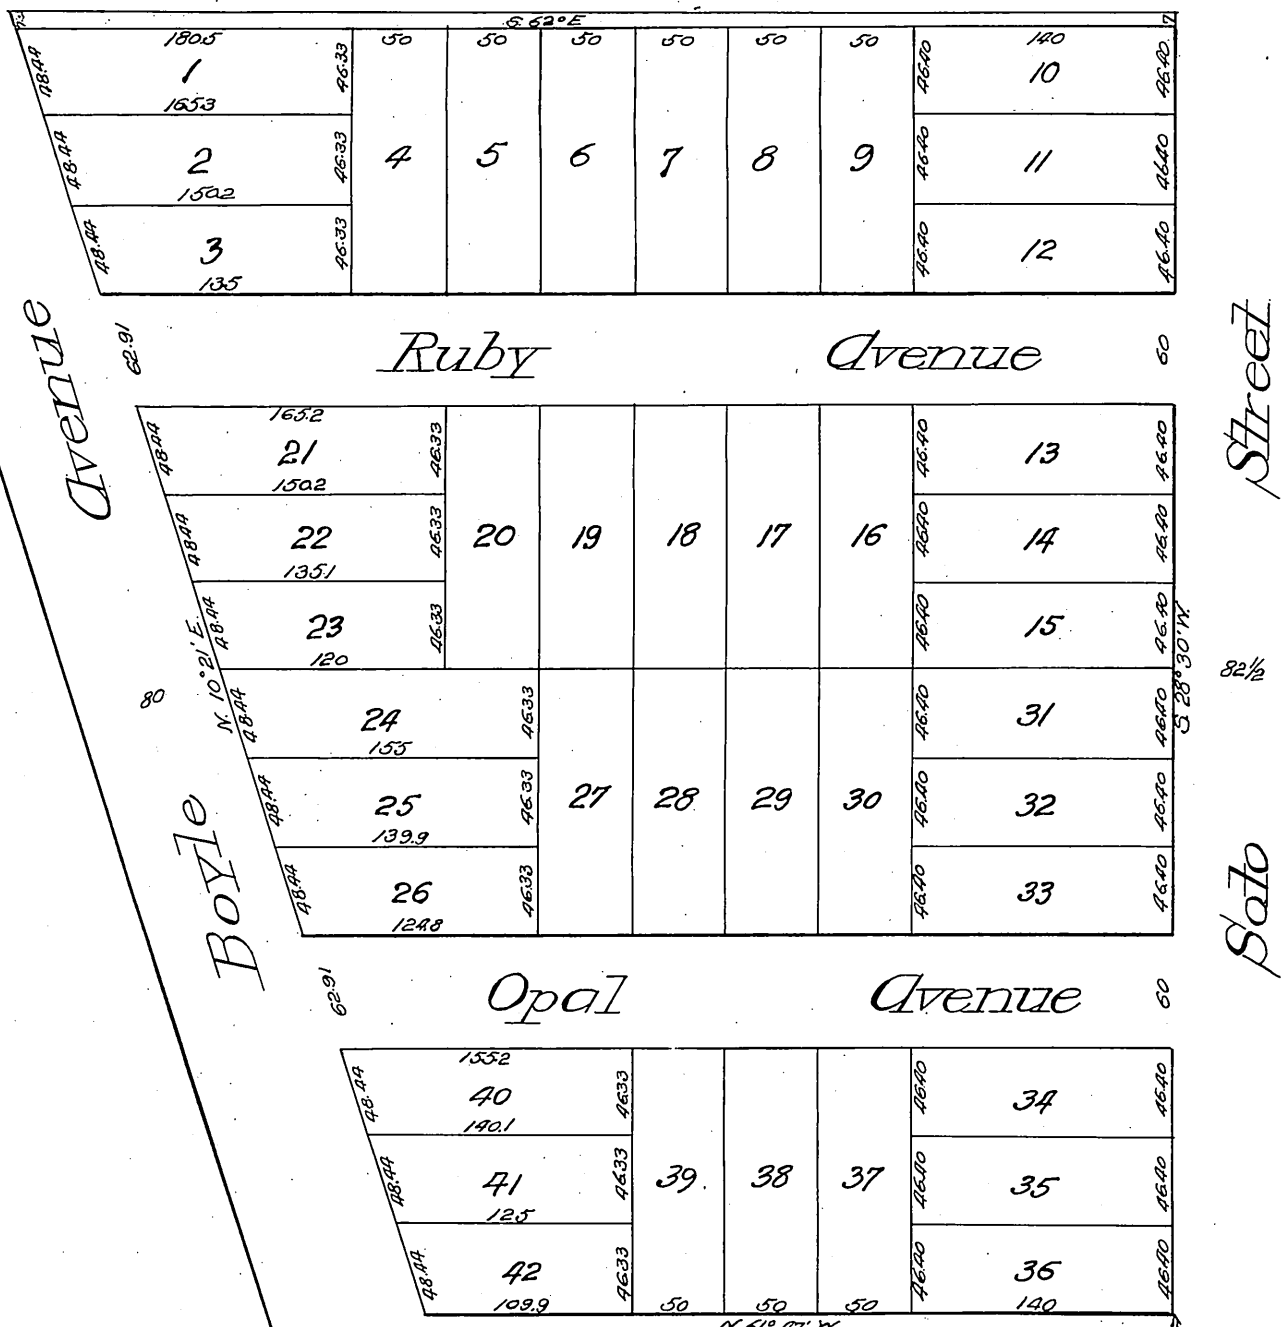 S. 62° E
7
180.5 50 50 50 50 50 50 140
48.44 1 46.33 46.40 10 46.40
165.3
48.44 2 46.33 4 5 6 7 8 9 46.40 11 46.40
150.2
48.44 3 46.33 46.40 12 46.40
135
62.91 Ruby Avenue 60
165.2
48.44 21 46.33 46.40 13 46.40
150.2
48.44 22 46.33 20 19 18 17 16 46.40 14 46.40
135.1
48.44 23 46.33 46.40 15 46.40
120
80 N. 10° 21' E. S. 28° 30' W. 82½
48.44 24 46.33 46.40 31 46.40
155
48.44 25 46.33 27 28 29 30 46.40 32 46.40
139.9
48.44 26 46.33 46.40 33 46.40
124.8
62.91 Opal Avenue 60
155.2
48.44 40 46.33 46.40 34 46.40
140.1
48.44 41 46.33 39. 38 37 46.40 35 46.40
125
48.44 42 46.33 46.40 36 46.40
109.9 50 50 50 140
Boyle Avenue
Soto Street